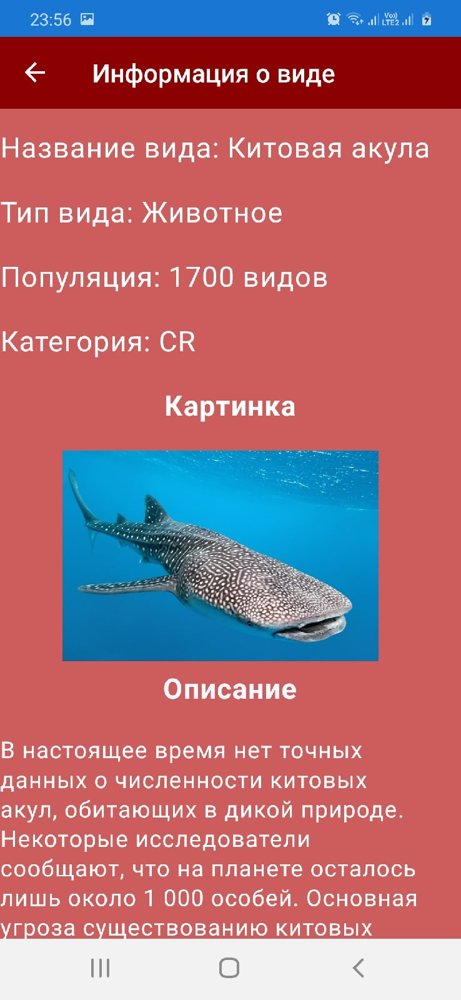 23:56
Vo))
LTE2
Информация о виде
Название вида: Китовая акула
Тип вида: Животное
Популяция: 1700 видов
Категория: CR
Картинка
Описание
В настоящее время нет точных
данных о численности китовых
акул, обитающих в дикой природе.
Некоторые исследователи
сообщают, что на планете осталось
лишь около 1 000 особей. Основная
угроза существованию китовых